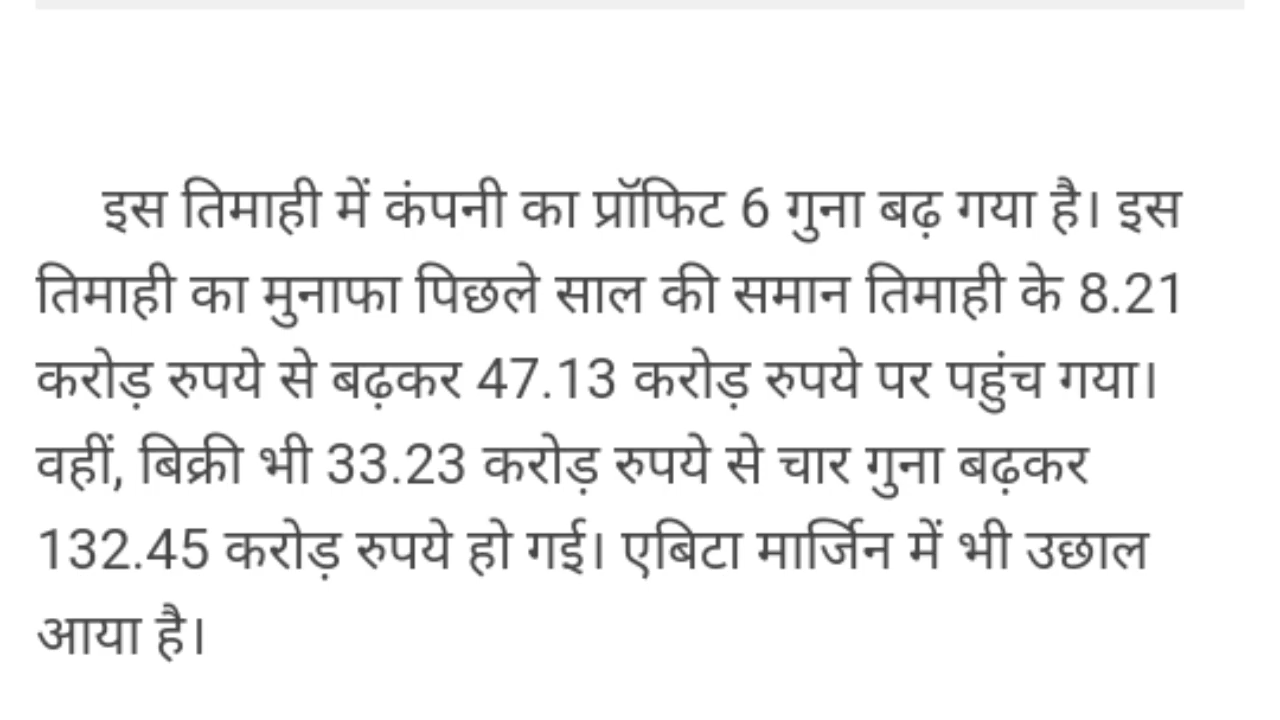 इस तिमाही में कंपनी का प्रॉफिट 6 गुना बढ़ गया है। इस
तिमाही का मुनाफा पिछले साल की समान तिमाही के 8.21
करोड़ रुपये से बढ़कर 47.13 करोड़ रुपये पर पहुंच गया।
वहीं, बिक्री भी 33.23 करोड़ रुपये से चार गुना बढ़कर
132.45 करोड़ रुपये हो गई। एबिटा मार्जिन में भी उछाल
आया है।